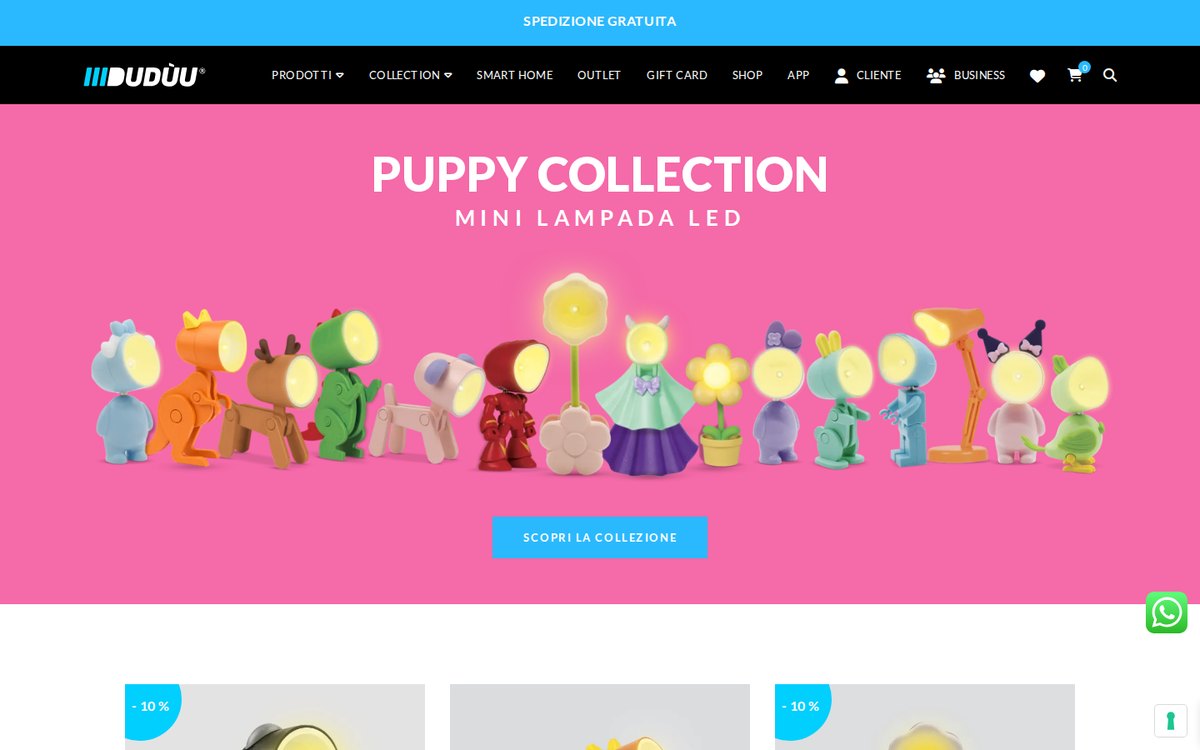 SPEDIZIONE GRATUITA
DUDÙU®
PRODOTTI COLLECTION SMART HOME OUTLET GIFT CARD SHOP APP CLIENTE BUSINESS 0
PUPPY COLLECTION
MINI LAMPADA LED
SCOPRI LA COLLEZIONE
- 10 % - 10 %